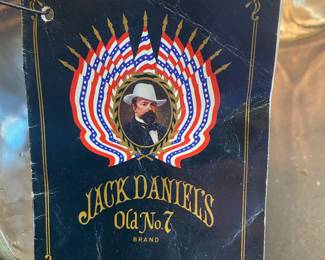 JACK DANIEL'S
Old No. 7
BRAND